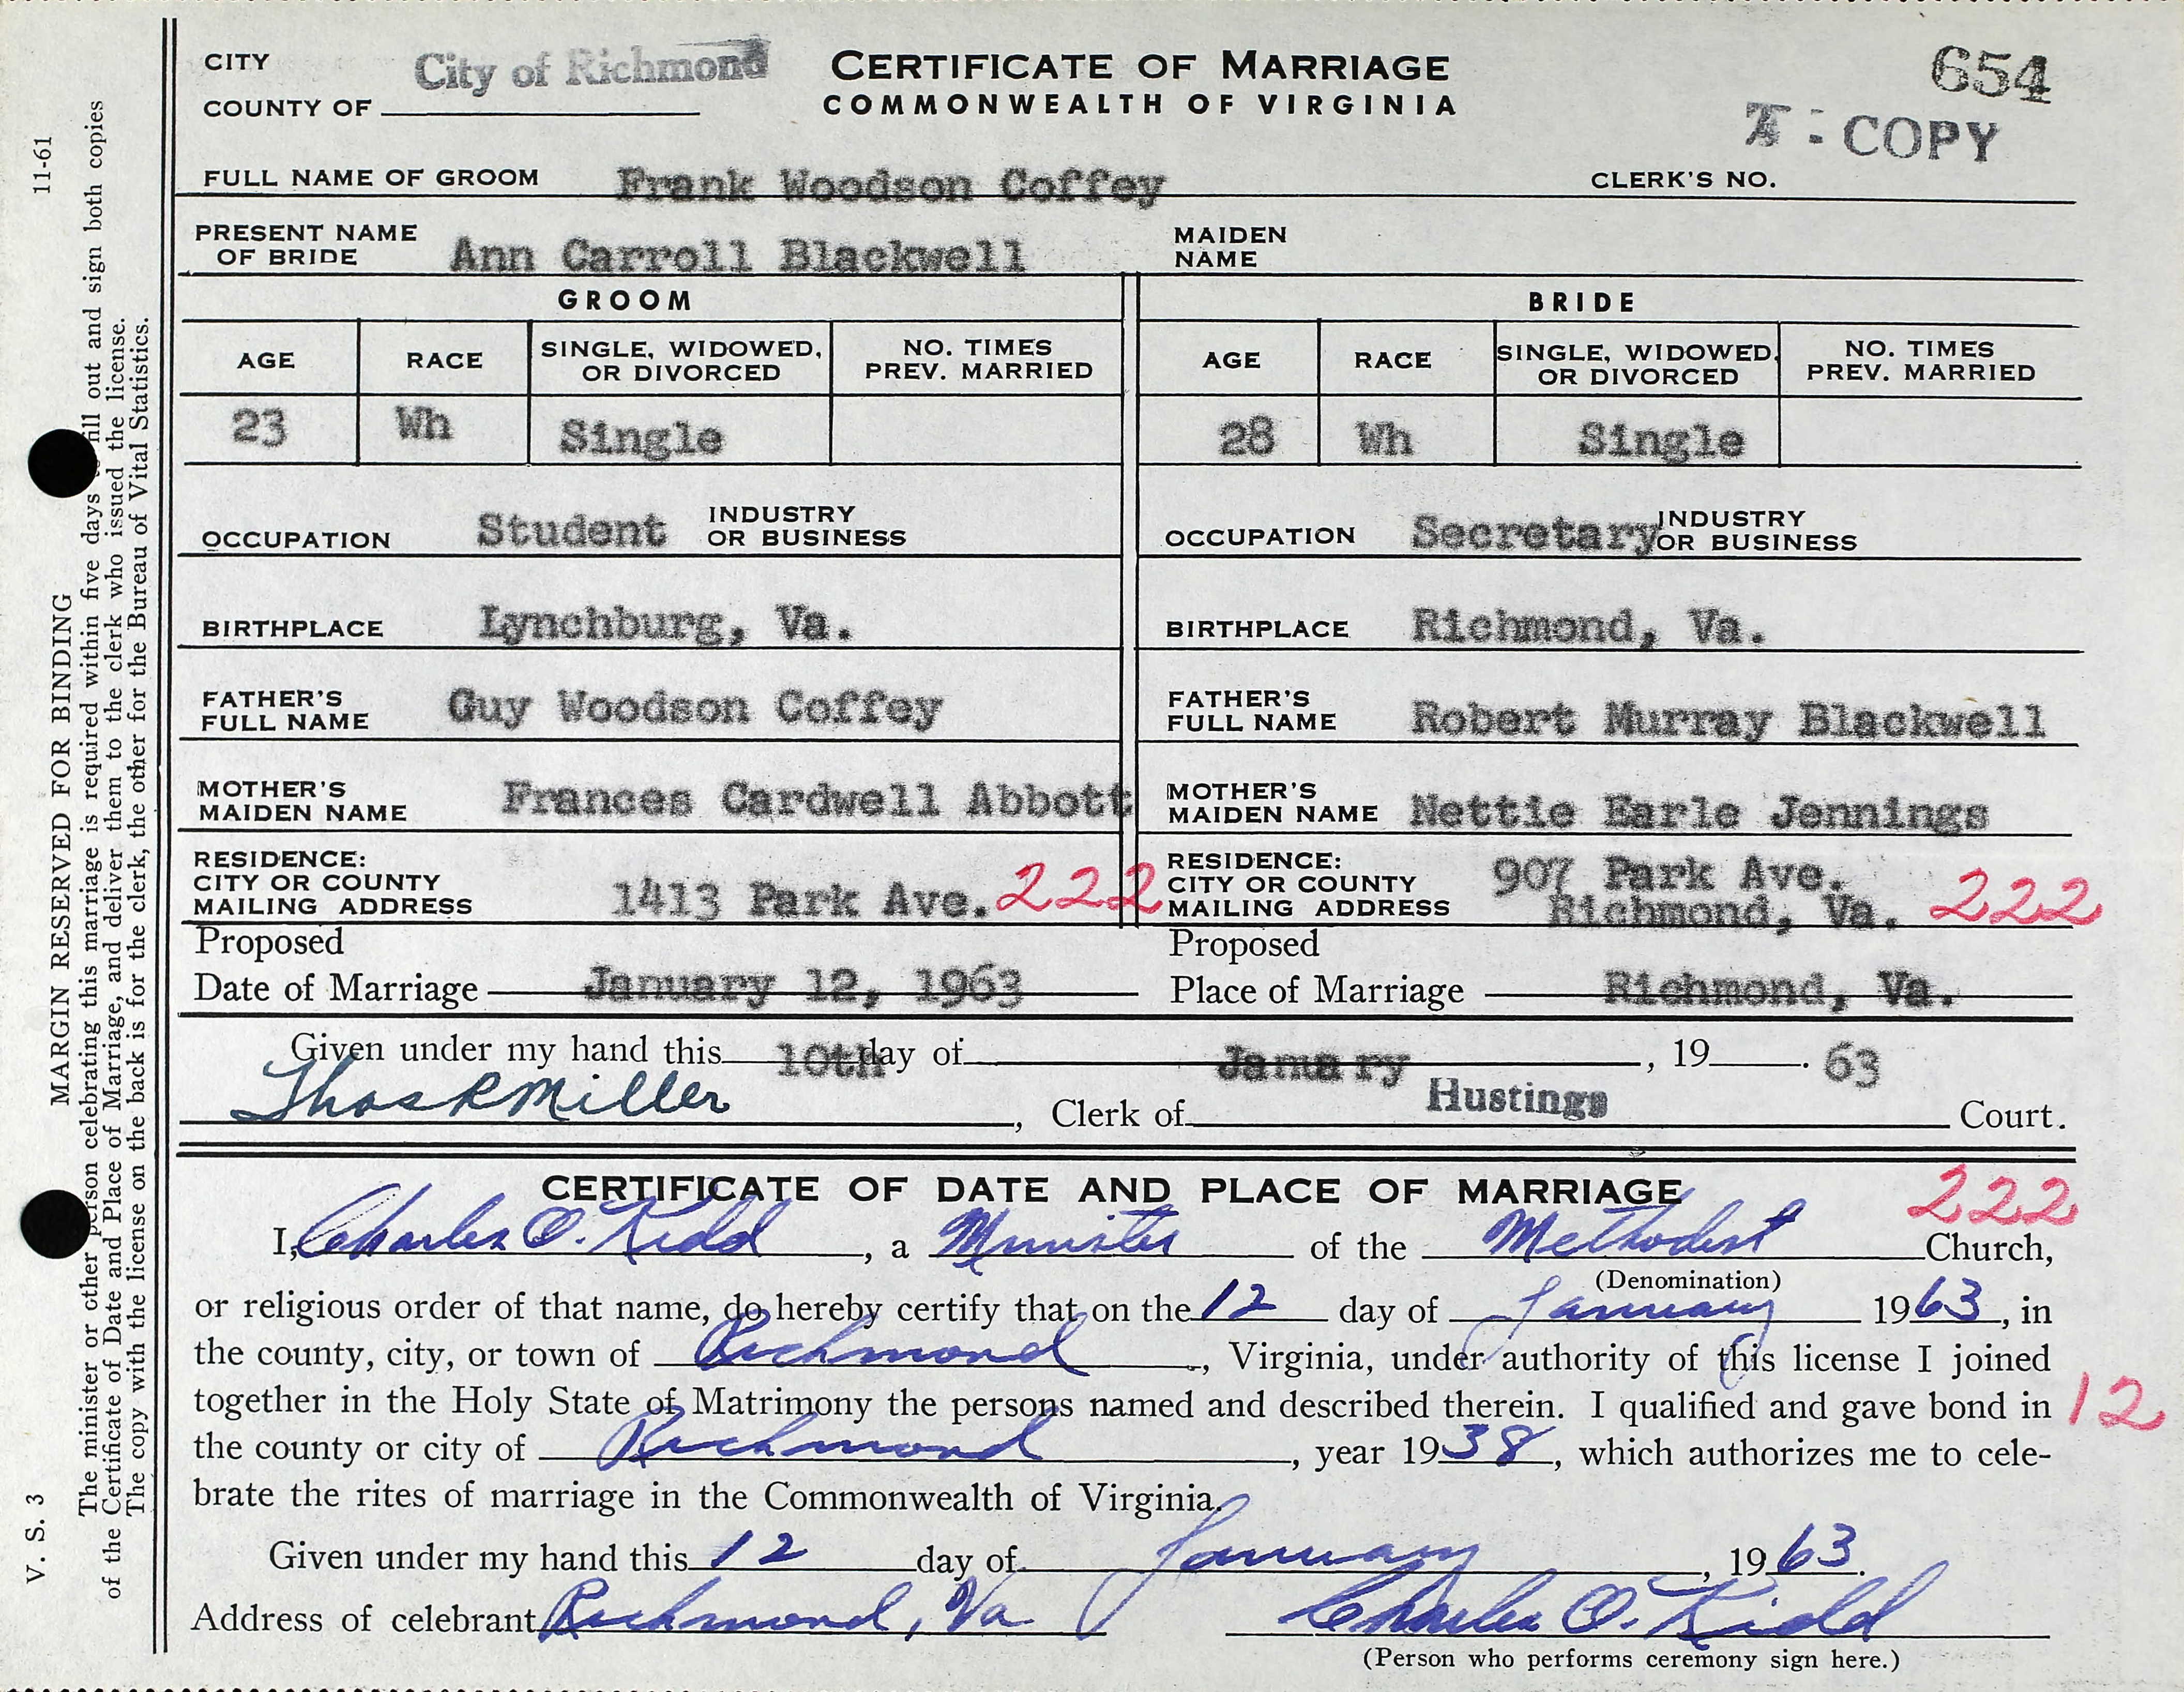 CITY City of Richmond CERTIFICATE OF MARRIAGE 654
COUNTY OF COMMONWEALTH OF VIRGINIA
COPY
FULL NAME OF GROOM Frank Woodson Coffey CLERK'S NO.
PRESENT NAME OF BRIDE Ann Carroll Blackwell MAIDEN NAME
GROOM
AGE RACE SINGLE, WIDOWED, OR DIVORCED NO. TIMES PREV. MARRIED
23 Wh Single
OCCUPATION Student INDUSTRY OR BUSINESS
BIRTHPLACE Lynchburg, Va.
FATHER'S FULL NAME Guy Woodson Coffey
MOTHER'S MAIDEN NAME Frances Cardwell Abbott
RESIDENCE:
CITY OR COUNTY
MAILING ADDRESS 1413 Park Ave. 222
BRIDE
AGE RACE SINGLE, WIDOWED, OR DIVORCED NO. TIMES PREV. MARRIED
28 Wh Single
OCCUPATION Secretary INDUSTRY OR BUSINESS
BIRTHPLACE Richmond, Va.
FATHER'S FULL NAME Robert Murray Blackwell
MOTHER'S MAIDEN NAME Nettie Earle Jennings
RESIDENCE:
CITY OR COUNTY 907 Park Ave.
MAILING ADDRESS Richmond, Va. 222
Proposed
Date of Marriage January 12, 1963
Proposed
Place of Marriage Richmond, Va.
Given under my hand this 10th day of January, 19 . 63
Thos R Miller, Clerk of Hustings Court.
CERTIFICATE OF DATE AND PLACE OF MARRIAGE 222
I, Charles O. Kidd, a Minister of the Methodist Church,
(Denomination)
or religious order of that name, do hereby certify that on the 12 day of January 1963, in
the county, city, or town of Richmond, Virginia, under authority of this license I joined
together in the Holy State of Matrimony the persons named and described therein. I qualified and gave bond in 12
the county or city of Richmond, year 1938, which authorizes me to cele-
brate the rites of marriage in the Commonwealth of Virginia.
Given under my hand this 12 day of January, 1963.
Address of celebrant Richmond, Va Charles O. Kidd
(Person who performs ceremony sign here.)
V. S. 3 MARGIN RESERVED FOR BINDING 11-61
The minister or other person celebrating this marriage is required within five days fill out and sign both copies
of the Certificate of Date and Place of Marriage, and deliver them to the clerk who issued the license.
The copy with the license on the back is for the clerk, the other for the Bureau of Vital Statistics.